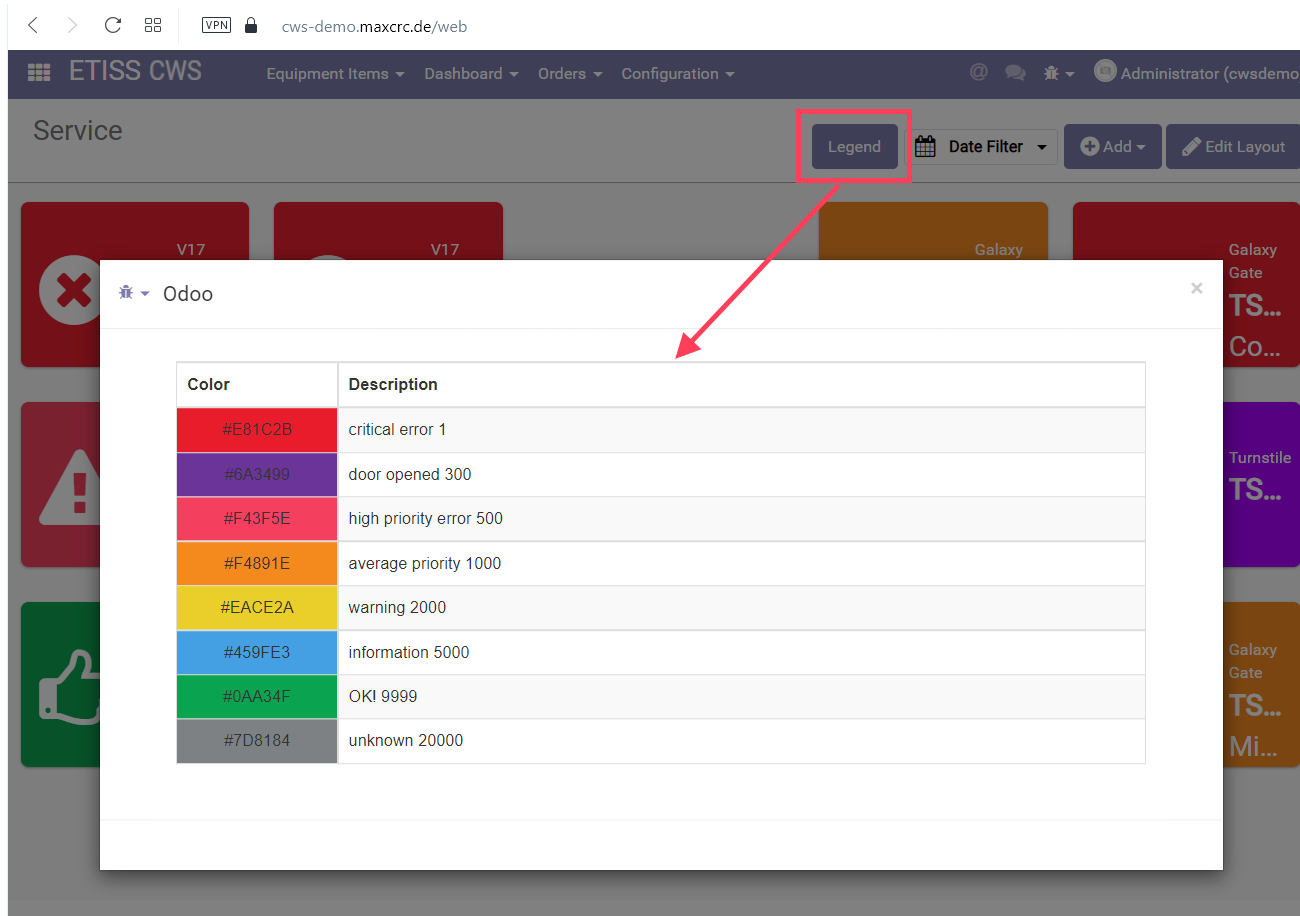 VPN cws-demo.maxcrc.de/web
ETISS CWS Equipment Items Dashboard Orders Configuration @ Administrator (cwsdemo
Service Legend Date Filter Add Edit Layout
V17 V17 Galaxy Galaxy
Gate
TS...
Co...
Odoo ×
Color Description
#E81C2B critical error 1
#6A3499 door opened 300
#F43F5E high priority error 500
#F4891E average priority 1000
#EACE2A warning 2000
#459FE3 information 5000
#0AA34F OK! 9999
#7D8184 unknown 20000
Turnstile
TS...
Galaxy
Gate
TS...
Mi...